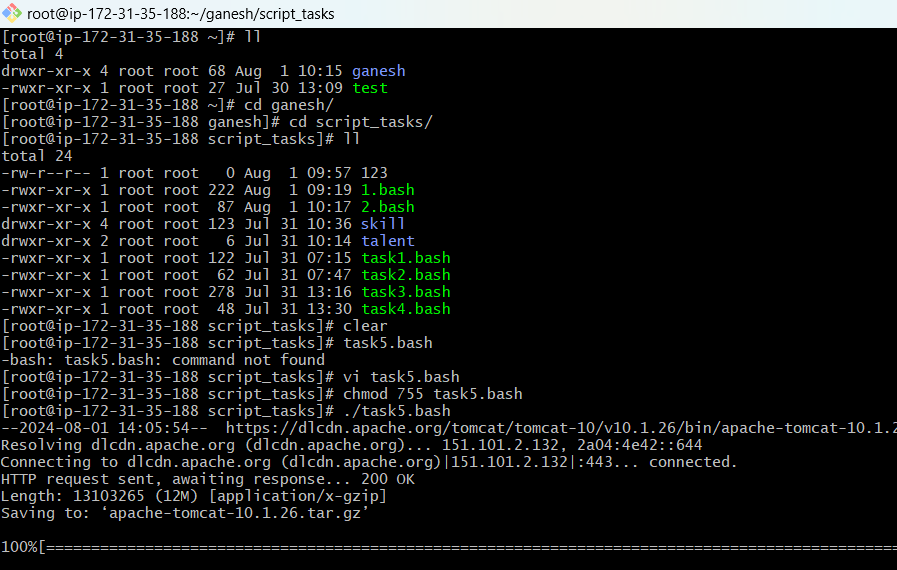 root@ip-172-31-35-188:~/ganesh/script_tasks
[root@ip-172-31-35-188 ~]# ll
total 4
drwxr-xr-x 4 root root 68 Aug  1 10:15 ganesh
-rwxr-xr-x 1 root root 27 Jul 30 13:09 test
[root@ip-172-31-35-188 ~]# cd ganesh/
[root@ip-172-31-35-188 ganesh]# cd script_tasks/
[root@ip-172-31-35-188 script_tasks]# ll
total 24
-rw-r--r-- 1 root root   0 Aug  1 09:57 123
-rwxr-xr-x 1 root root 222 Aug  1 09:19 1.bash
-rwxr-xr-x 1 root root  87 Aug  1 10:17 2.bash
drwxr-xr-x 4 root root 123 Jul 31 10:36 skill
drwxr-xr-x 2 root root   6 Jul 31 10:14 talent
-rwxr-xr-x 1 root root 122 Jul 31 07:15 task1.bash
-rwxr-xr-x 1 root root  62 Jul 31 07:47 task2.bash
-rwxr-xr-x 1 root root 278 Jul 31 13:16 task3.bash
-rwxr-xr-x 1 root root  48 Jul 31 13:30 task4.bash
[root@ip-172-31-35-188 script_tasks]# clear
[root@ip-172-31-35-188 script_tasks]# task5.bash
-bash: task5.bash: command not found
[root@ip-172-31-35-188 script_tasks]# vi task5.bash
[root@ip-172-31-35-188 script_tasks]# chmod 755 task5.bash
[root@ip-172-31-35-188 script_tasks]# ./task5.bash
--2024-08-01 14:05:54--  https://dlcdn.apache.org/tomcat/tomcat-10/v10.1.26/bin/apache-tomcat-10.1.2
Resolving dlcdn.apache.org (dlcdn.apache.org)... 151.101.2.132, 2a04:4e42::644
Connecting to dlcdn.apache.org (dlcdn.apache.org)|151.101.2.132|:443... connected.
HTTP request sent, awaiting response... 200 OK
Length: 13103265 (12M) [application/x-gzip]
Saving to: ‘apache-tomcat-10.1.26.tar.gz’
100%[===============================================================================================